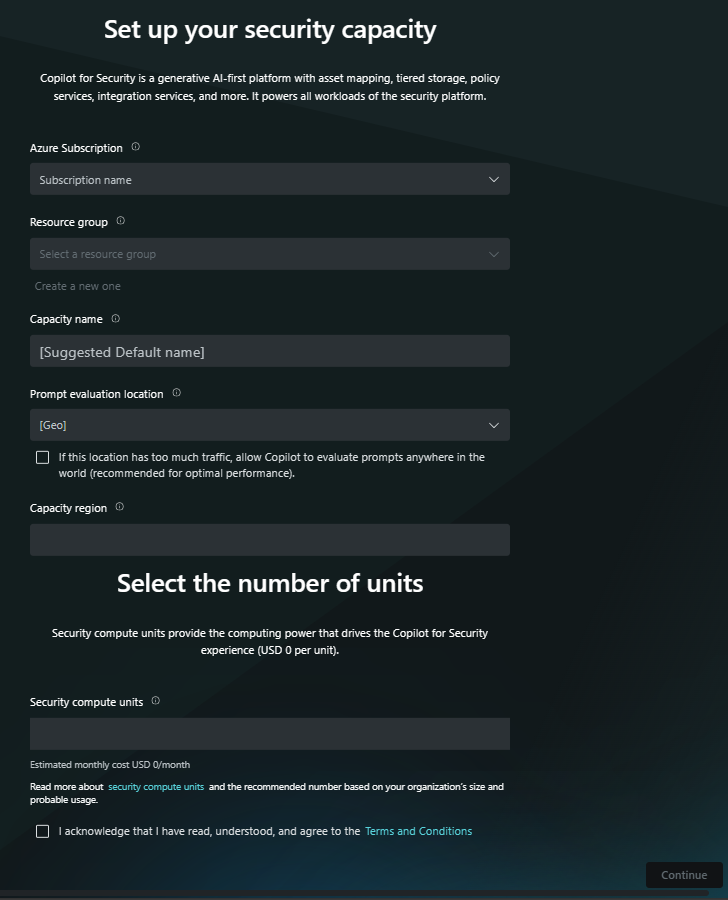 Set up your security capacity
Copilot for Security is a generative AI-first platform with asset mapping, tiered storage, policy
services, integration services, and more. It powers all workloads of the security platform.
Azure Subscription
Subscription name
Resource group
Select a resource group
Create a new one
Capacity name
[Suggested Default name]
Prompt evaluation location
[Geo]
If this location has too much traffic, allow Copilot to evaluate prompts anywhere in the
world (recommended for optimal performance).
Capacity region
Select the number of units
Security compute units provide the computing power that drives the Copilot for Security
experience (USD 0 per unit).
Security compute units
Estimated monthly cost USD 0/month
Read more about security compute units and the recommended number based on your organization's size and
probable usage.
I acknowledge that I have read, understood, and agree to the Terms and Conditions
Continue